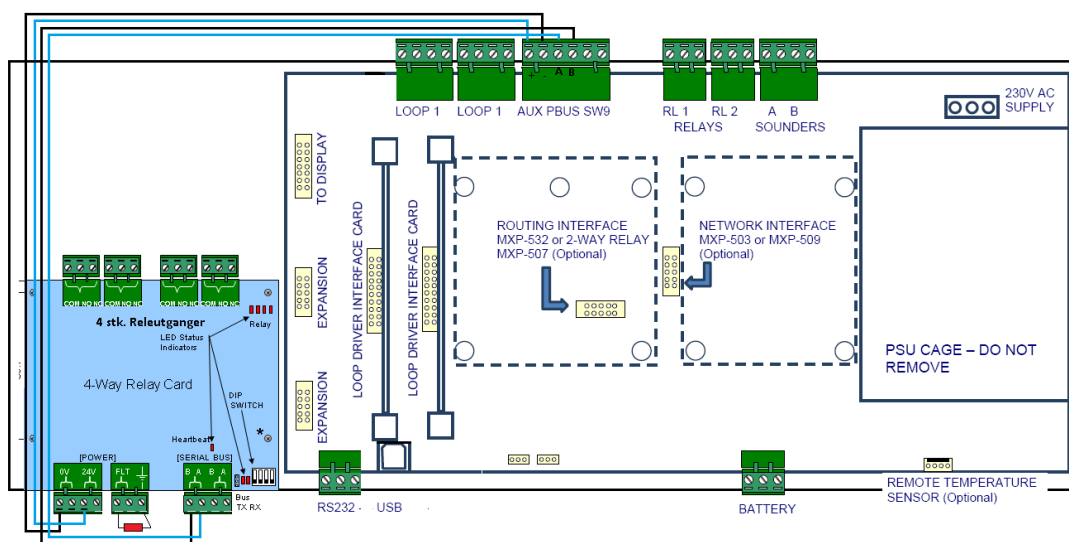 + - A B
LOOP 1
LOOP 1
AUX PBUS SW9
RL 1
RL 2
RELAYS
A B
SOUNDERS
230V AC
SUPPLY
TO DISPLAY
EXPANSION
EXPANSION
LOOP DRIVER INTERFACE CARD
LOOP DRIVER INTERFACE CARD
ROUTING INTERFACE
MXP-532 or 2-WAY RELAY
MXP-507 (Optional)
NETWORK INTERFACE
MXP-503 or MXP-509
(Optional)
PSU CAGE – DO NOT
REMOVE
COM NO NC
COM NO NC
COM NO NC
COM NO NC
4 stk. Releutganger
Relay
LED Status
Indicators
4-Way Relay Card
DIP
SWITCH
*
Heartbeat
[POWER]
[SERIAL BUS]
0V 24V
FLT
B A B A
Bus
TX RX
RS232 -
USB
BATTERY
REMOTE TEMPERATURE
SENSOR (Optional)